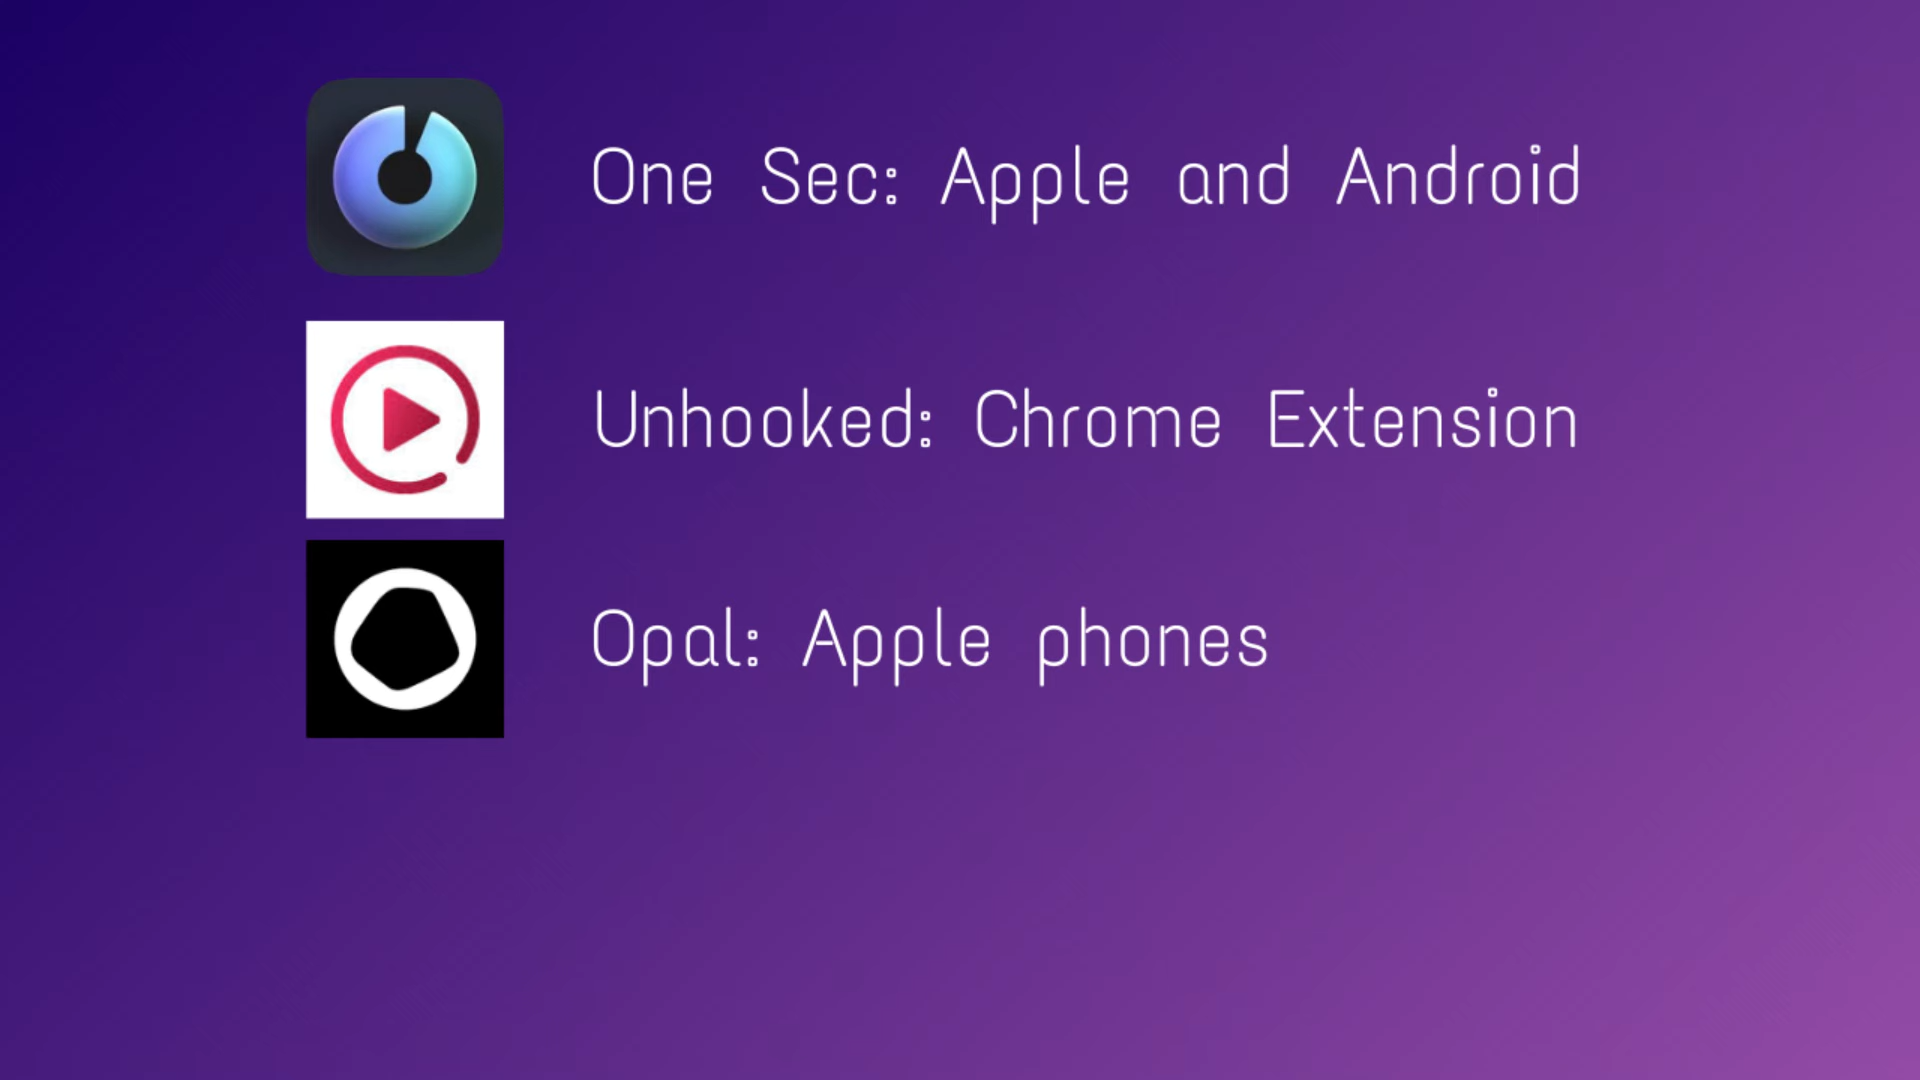 One Sec: Apple and Android
Unhooked: Chrome Extension
Opal: Apple phones